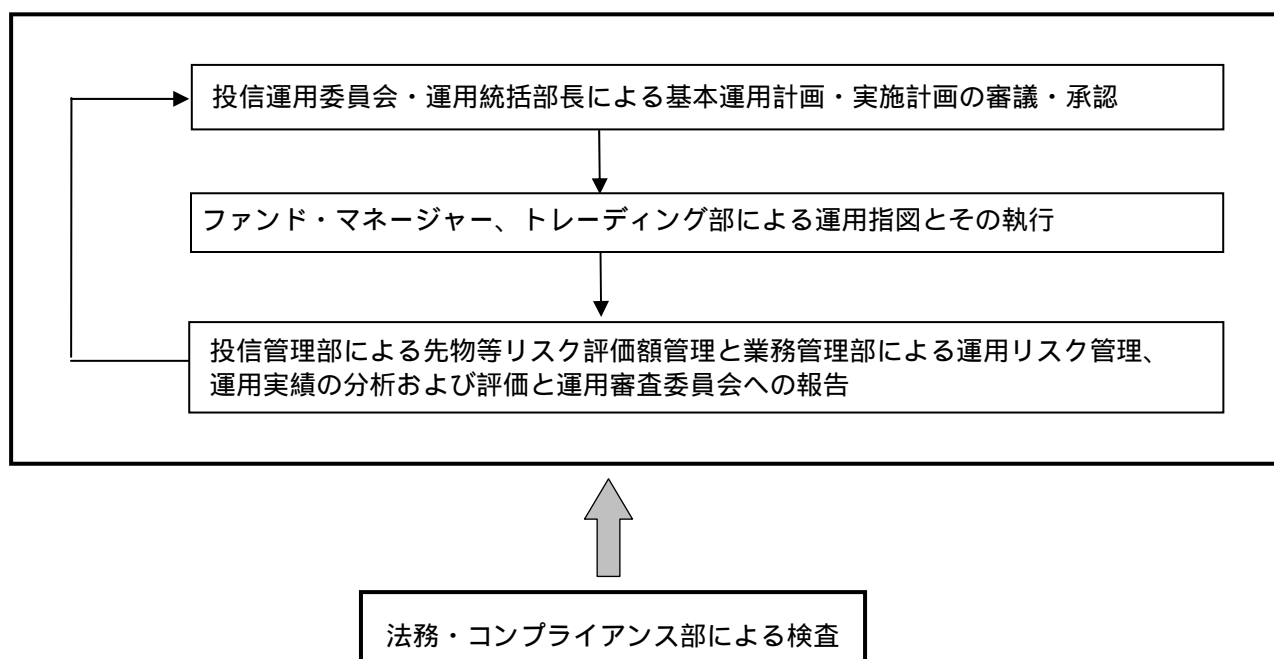 投信運用委員会・運用統括部長による基本運用計画・実施計画の審議・承認
ファンド・マネージャー、トレーディング部による運用指図とその執行
投信管理部による先物等リスク評価額管理と業務管理部による運用リスク管理、
運用実績の分析および評価と運用審査委員会への報告
法務・コンプライアンス部による検査